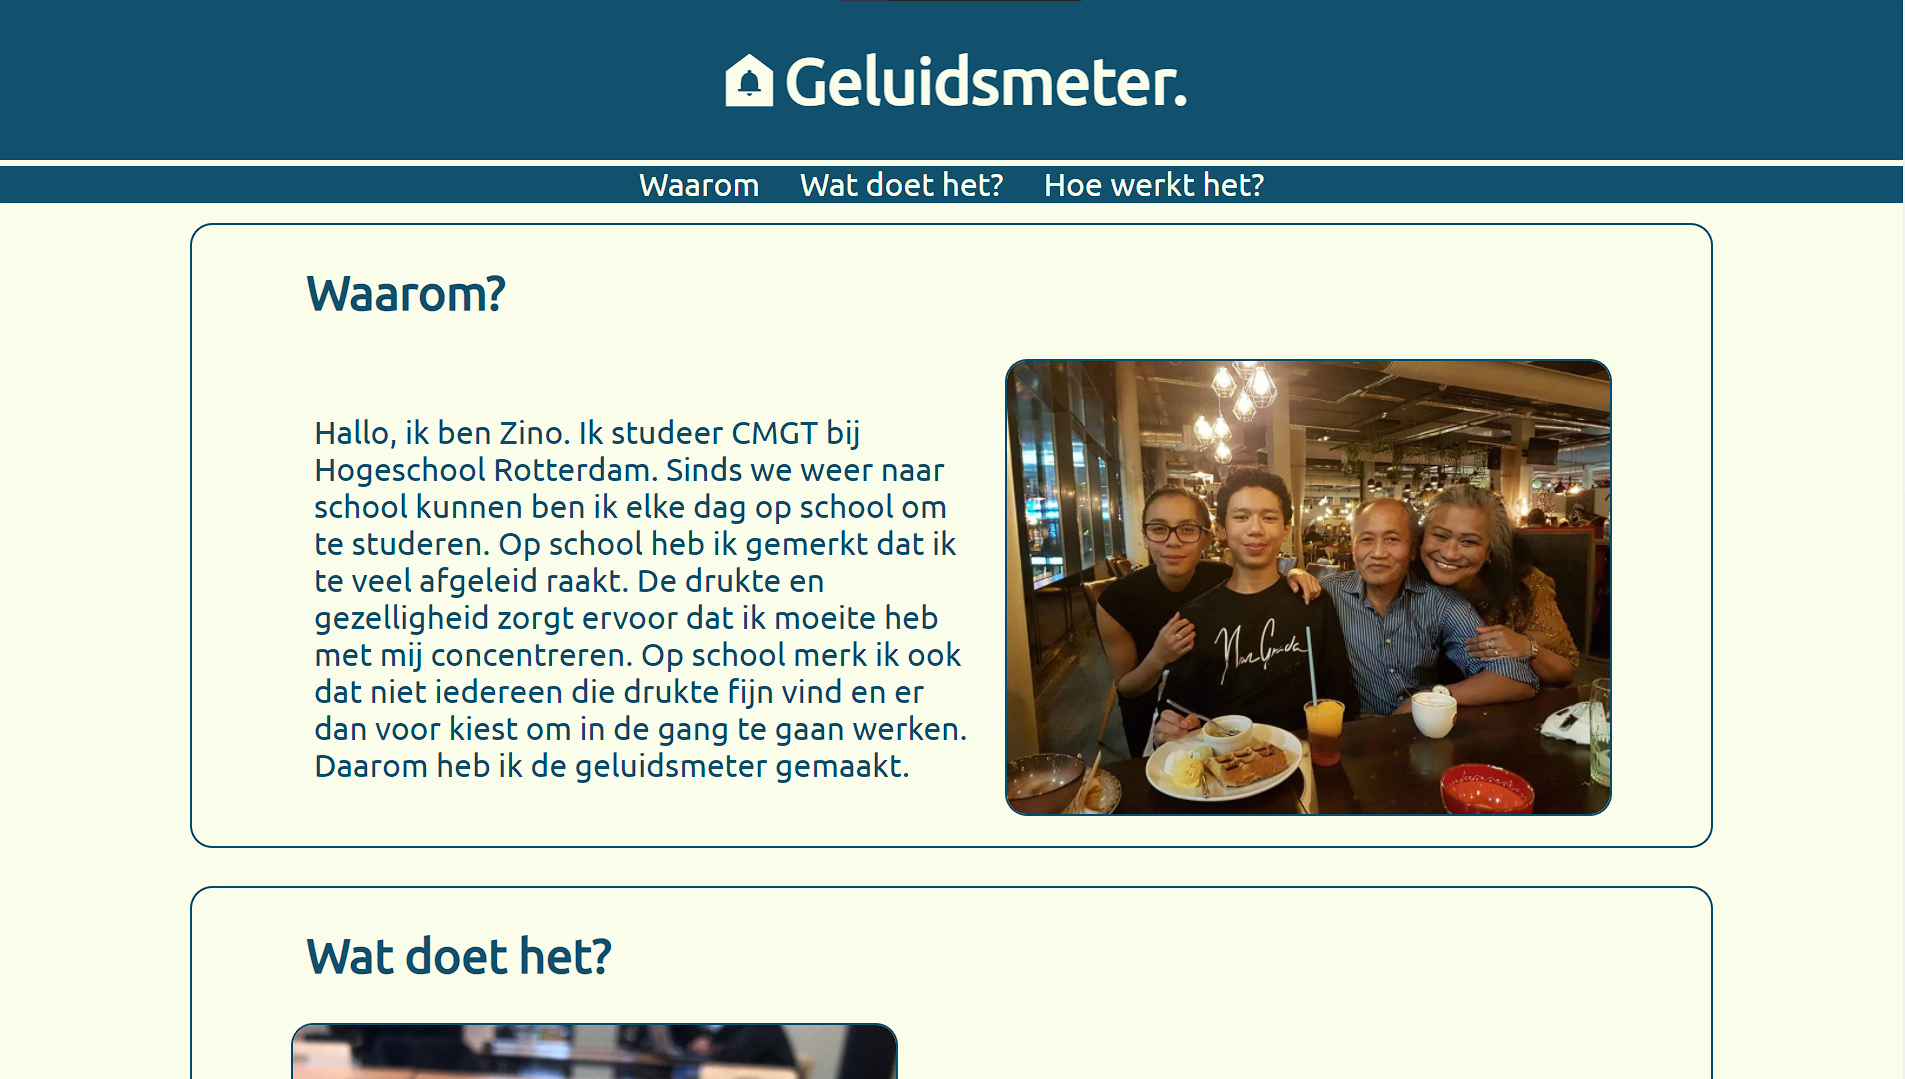 Geluidsmeter.
Waarom Wat doet het? Hoe werkt het?
Waarom?
Hallo, ik ben Zino. Ik studeer CMGT bij
Hogeschool Rotterdam. Sinds we weer naar
school kunnen ben ik elke dag op school om
te studeren. Op school heb ik gemerkt dat ik
te veel afgeleid raakt. De drukte en
gezelligheid zorgt ervoor dat ik moeite heb
met mij concentreren. Op school merk ik ook
dat niet iedereen die drukte fijn vind en er
dan voor kiest om in de gang te gaan werken.
Daarom heb ik de geluidsmeter gemaakt.
Wat doet het?